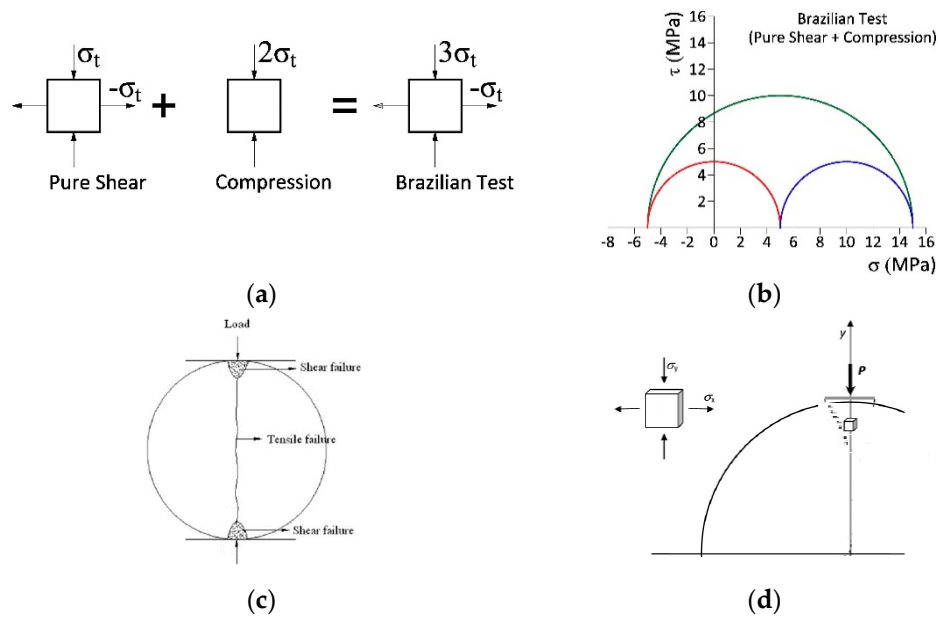 σt
-σt
Pure Shear
+
2σt
Compression
=
3σt
-σt
Brazilian Test
(a)
Brazilian Test
(Pure Shear + Compression)
τ (MPa)
16
14
12
10
8
6
4
2
-8 -6 -4 -2 0 2 4 6 8 10 12 14 16
σ (MPa)
(b)
Load
Shear failure
Tensile failure
Shear failure
(c)
y
P
σy
σx
(d)